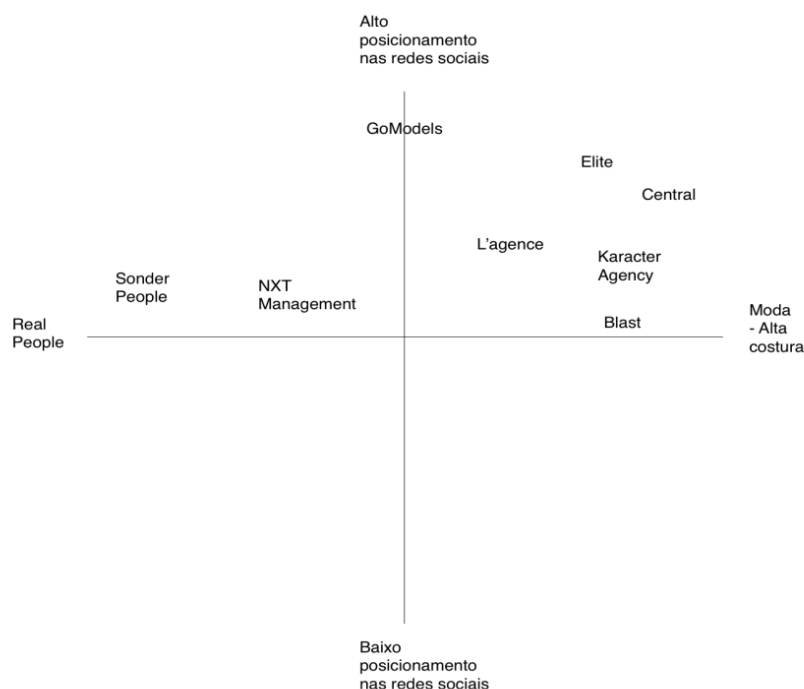 Alto
posicionamento
nas redes sociais
GoModels
Elite
Central
L'agence
Karacter
Agency
Sonder
People
NXT
Management
Blast
Real
People
Moda
- Alta
costura
Baixo
posicionamento
nas redes sociais